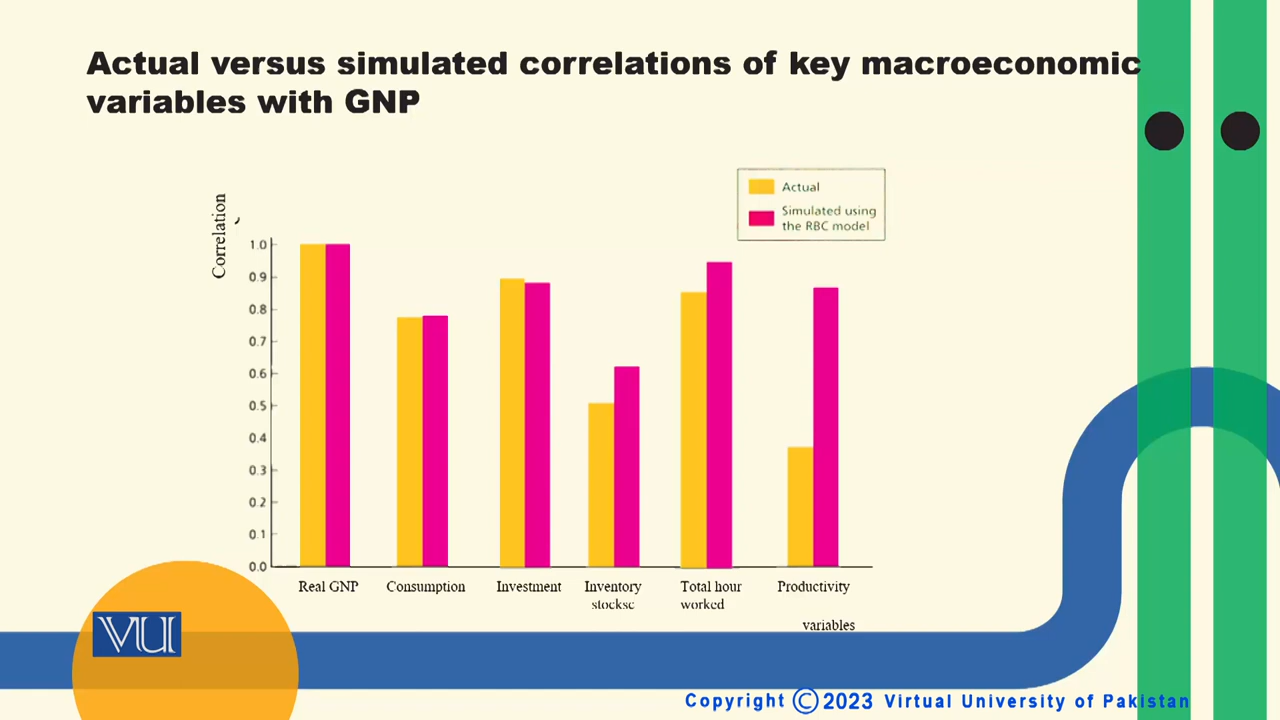 Actual versus simulated correlations of key macroeconomic
variables with GNP
Correlation
Actual
Simulated using
the RBC model
1.0
0.9
0.8
0.7
0.6
0.5
0.4
0.3
0.2
0.1
0.0
Real GNP
Consumption
Investment
Inventory
stocksc
Total hour
worked
Productivity
variables
VU
Copyright ©2023 Virtual University of Pakistan